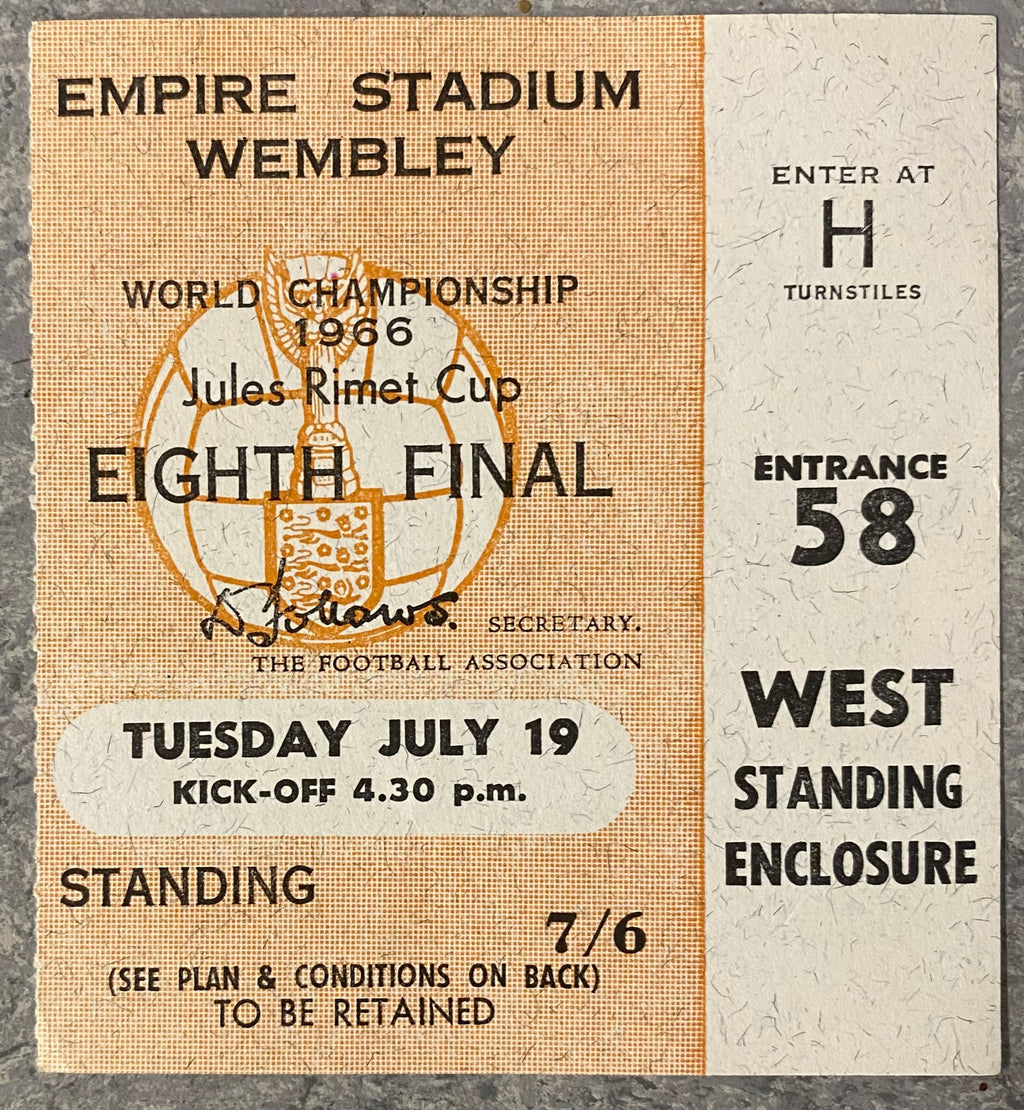 EMPIRE STADIUM
WEMBLEY
WORLD CHAMPIONSHIP
1966
Jules Rimet Cup
EIGHTH FINAL
D Follows.
SECRETARY.
THE FOOTBALL ASSOCIATION
TUESDAY JULY 19
KICK-OFF 4.30 p.m.
STANDING
7/6
(SEE PLAN & CONDITIONS ON BACK)
TO BE RETAINED
ENTER AT
H
TURNSTILES
ENTRANCE
58
WEST
STANDING
ENCLOSURE